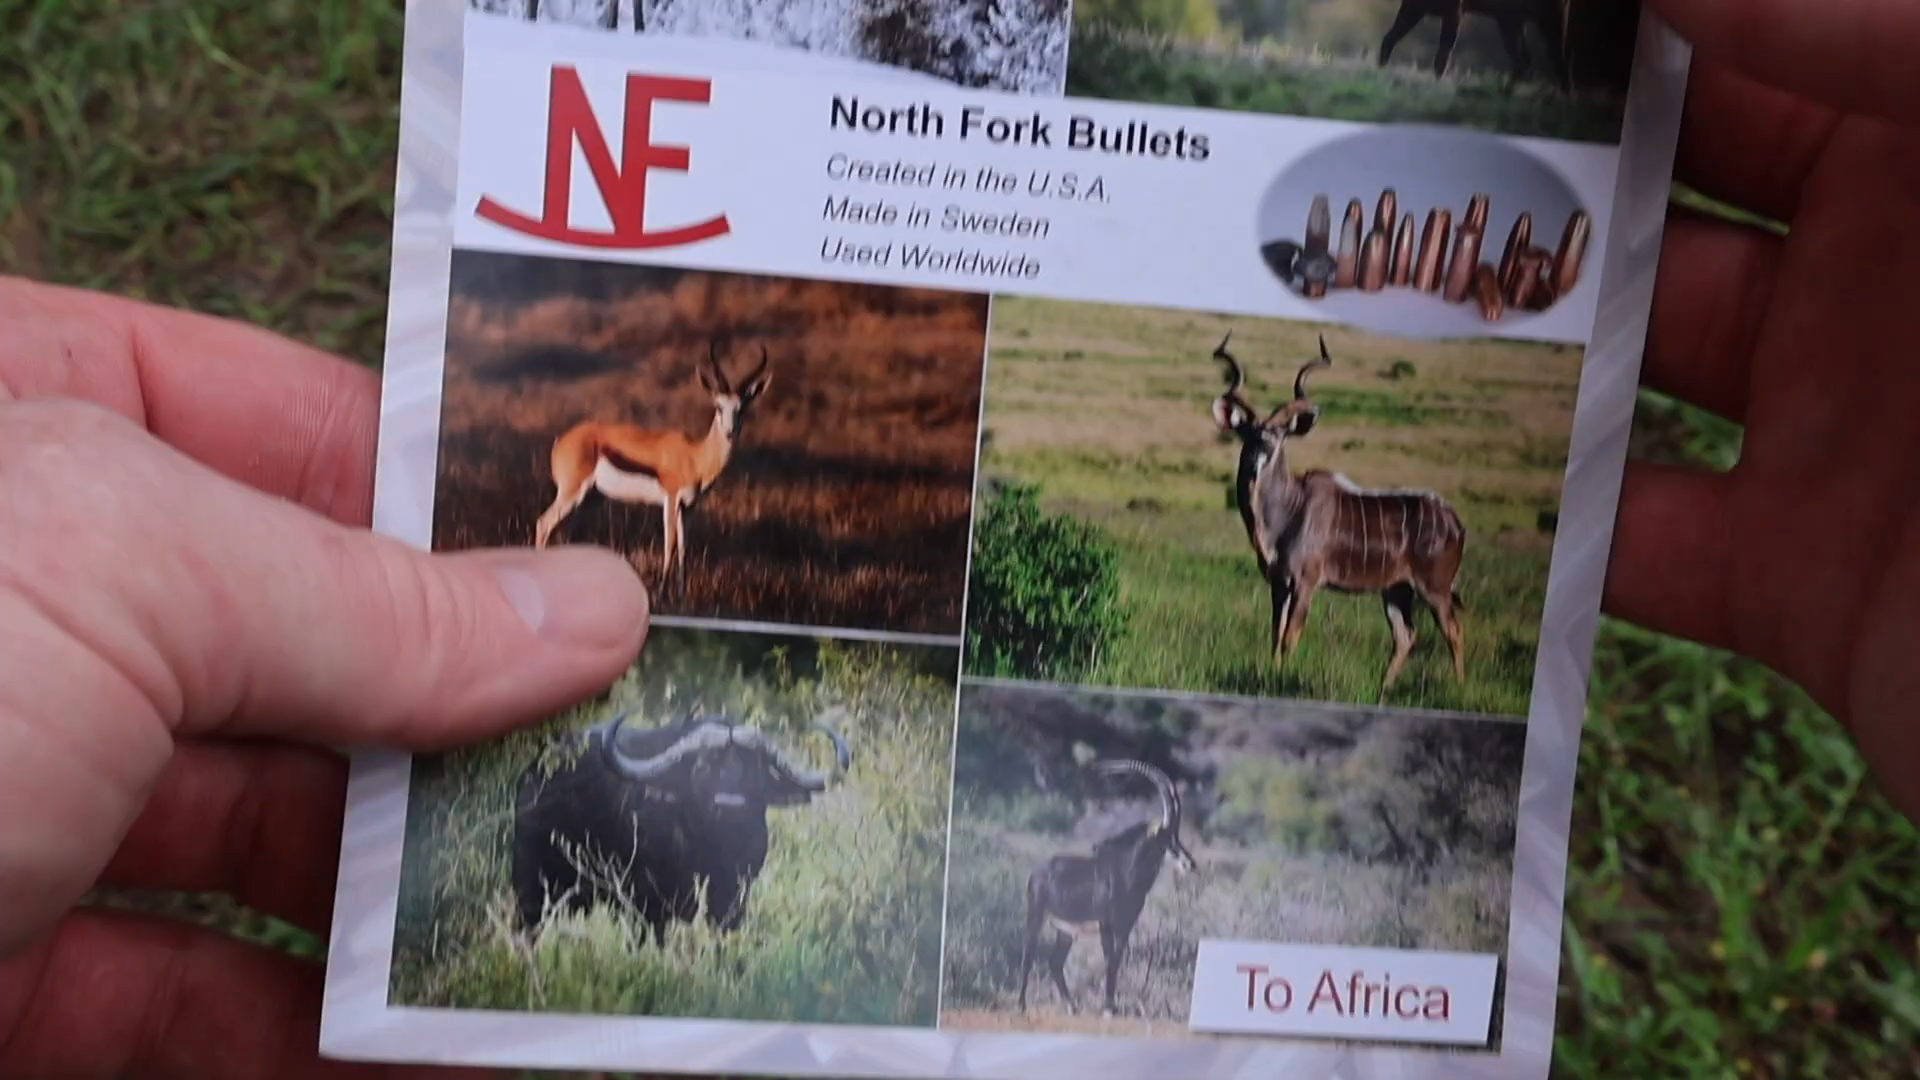 NF
North Fork Bullets
Created in the U.S.A.
Made in Sweden
Used Worldwide
To Africa